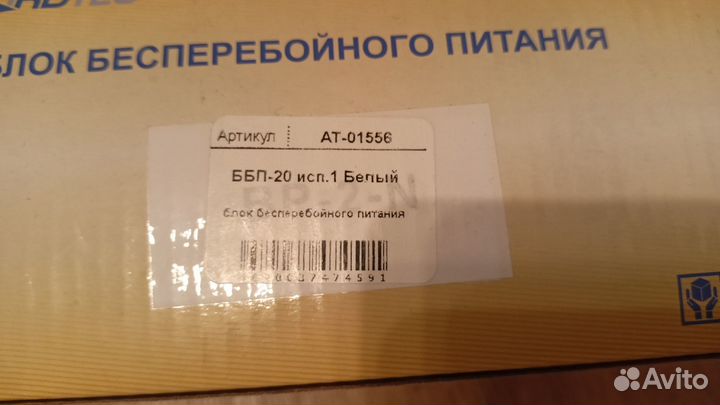 БЛОК БЕСПЕРЕБОЙНОГО ПИТАНИЯ
Артикул AT-01556
ББП-20 исп.1 Белый
блок бесперебойного питания
Avito